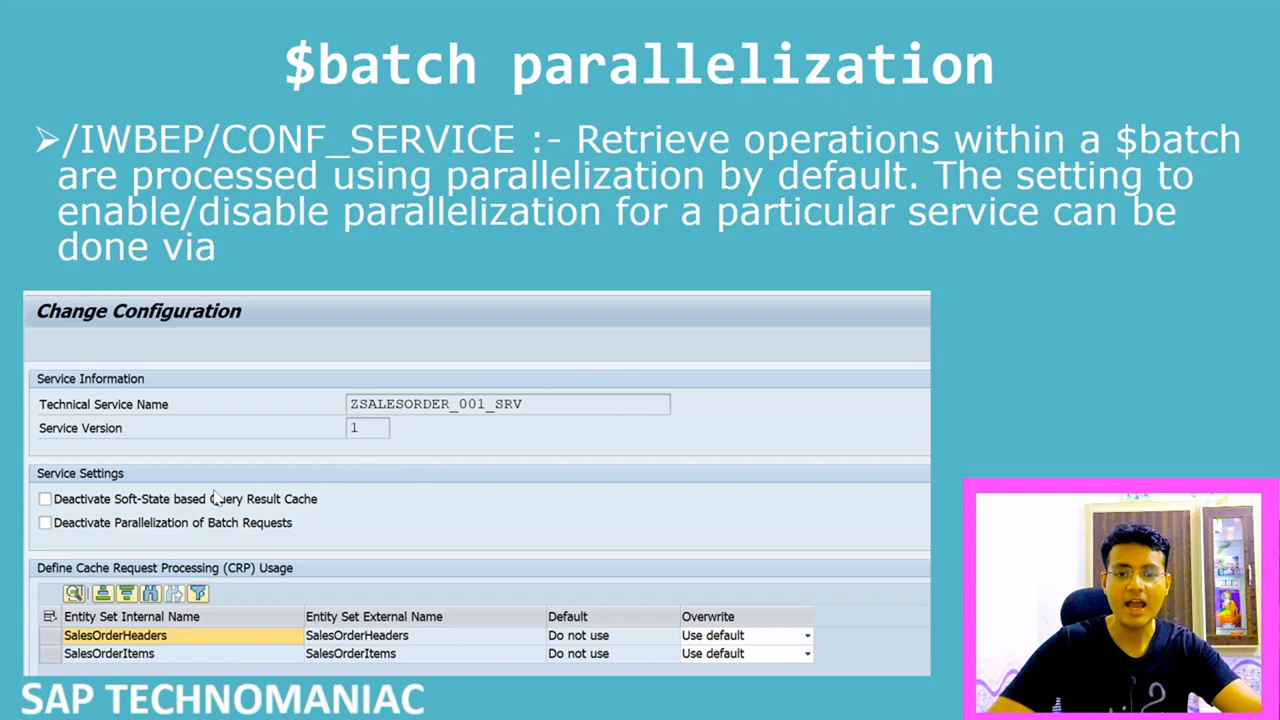 $batch parallelization
/IWBEP/CONF_SERVICE :- Retrieve operations within a $batch
are processed using parallelization by default. The setting to
enable/disable parallelization for a particular service can be
done via
Change Configuration
Service Information
Technical Service Name ZSALESORDER_001_SRV
Service Version 1
Service Settings
Deactivate Soft-State based Query Result Cache
Deactivate Parallelization of Batch Requests
Define Cache Request Processing (CRP) Usage
Entity Set Internal Name Entity Set External Name Default Overwrite
SalesOrderHeaders SalesOrderHeaders Do not use Use default
SalesOrderItems SalesOrderItems Do not use Use default
SAP TECHNOMANIAC